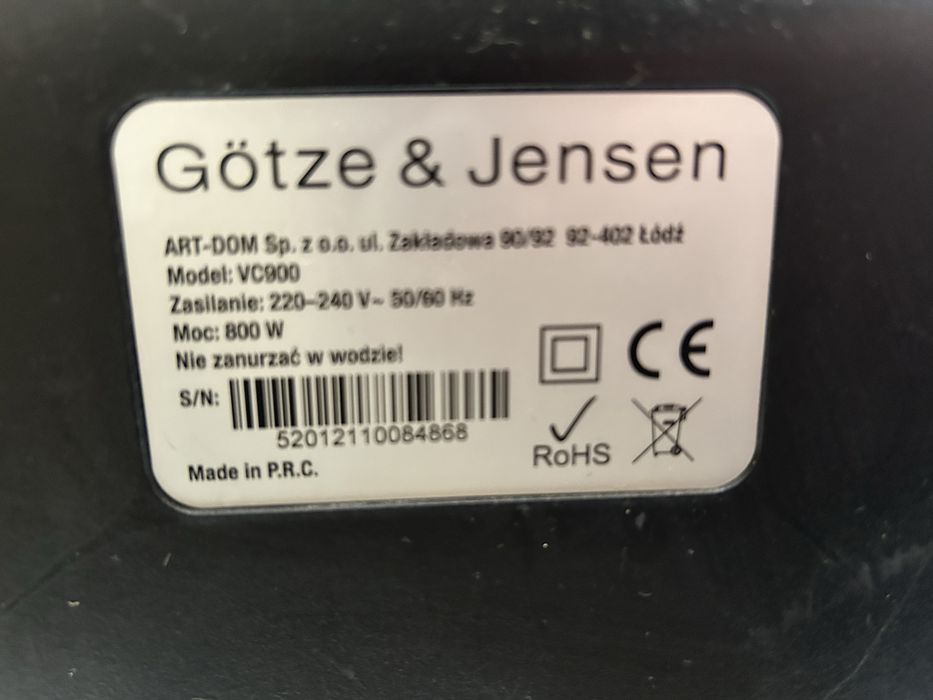 Götze & Jensen
ART-DOM Sp. z o.o. ul. Zakładowa 90/92 92-402 Łódź
Model: VC900
Zasilanie: 220–240 V~ 50/60 Hz
Moc: 800 W
Nie zanurzać w wodzie!
S/N:
52012110084868
CE
RoHS
Made in P.R.C.